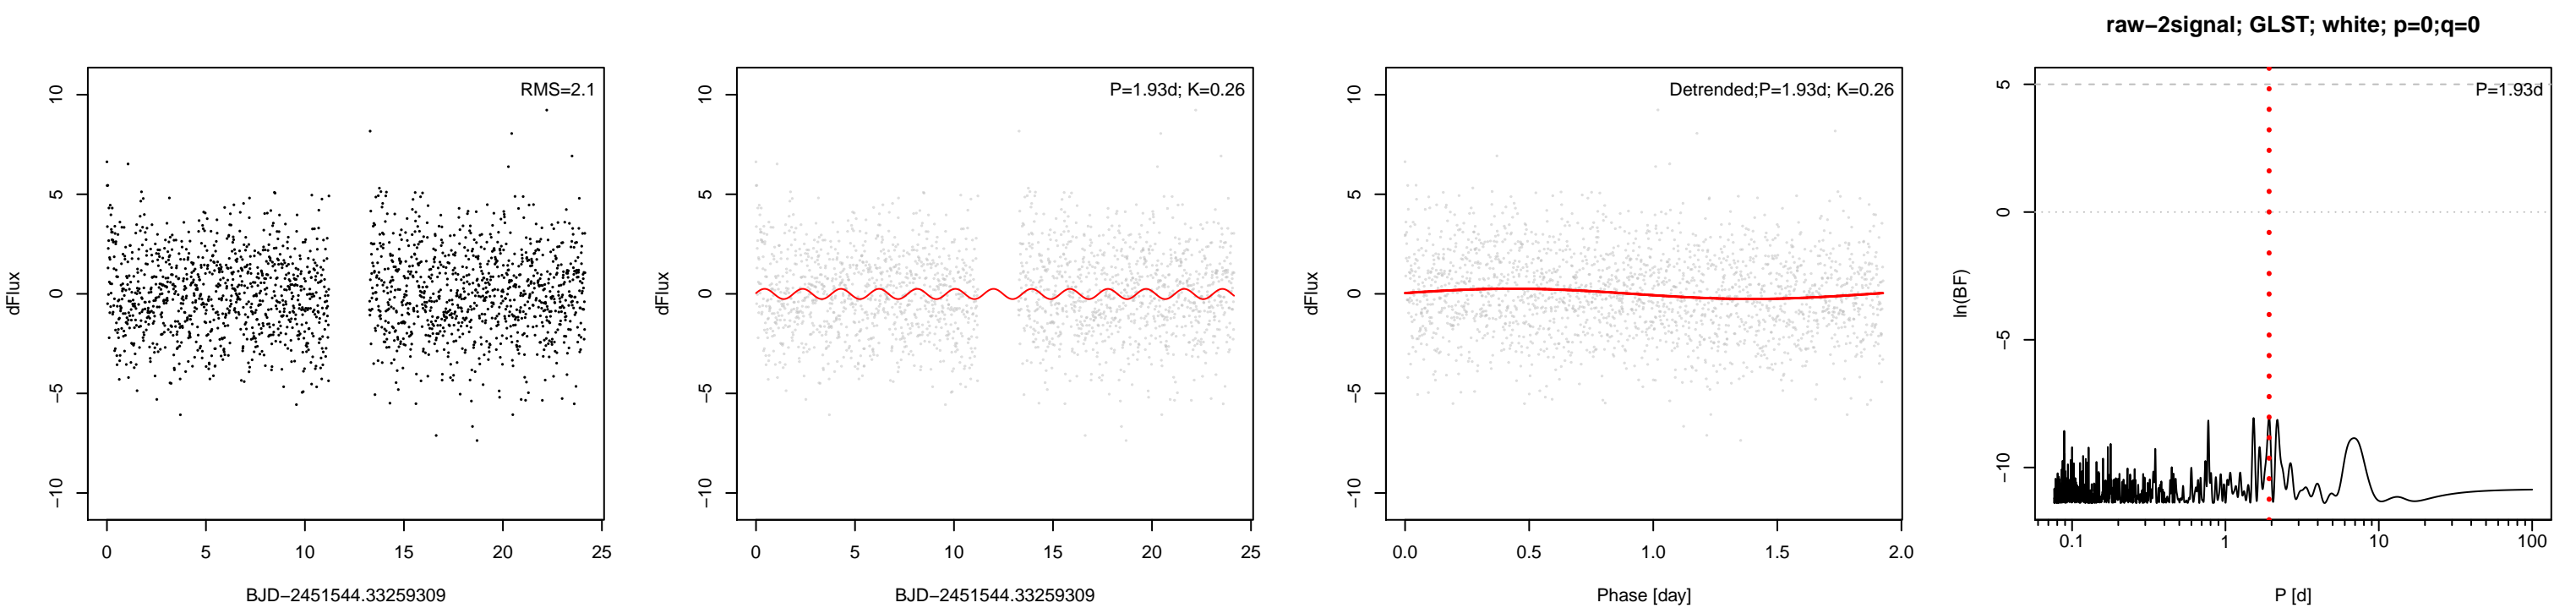 raw−2signal; GLST; white; p=0;q=0
RMS=2.1
10
5
0
−5
−10
dFlux
0 5 10 15 20 25
BJD−2451544.33259309
P=1.93d; K=0.26
10
5
0
−5
−10
dFlux
0 5 10 15 20 25
BJD−2451544.33259309
Detrended;P=1.93d; K=0.26
10
5
0
−5
−10
dFlux
0.0 0.5 1.0 1.5 2.0
Phase [day]
P=1.93d
5
0
−5
−10
ln(BF)
0.1 1 10 100
P [d]